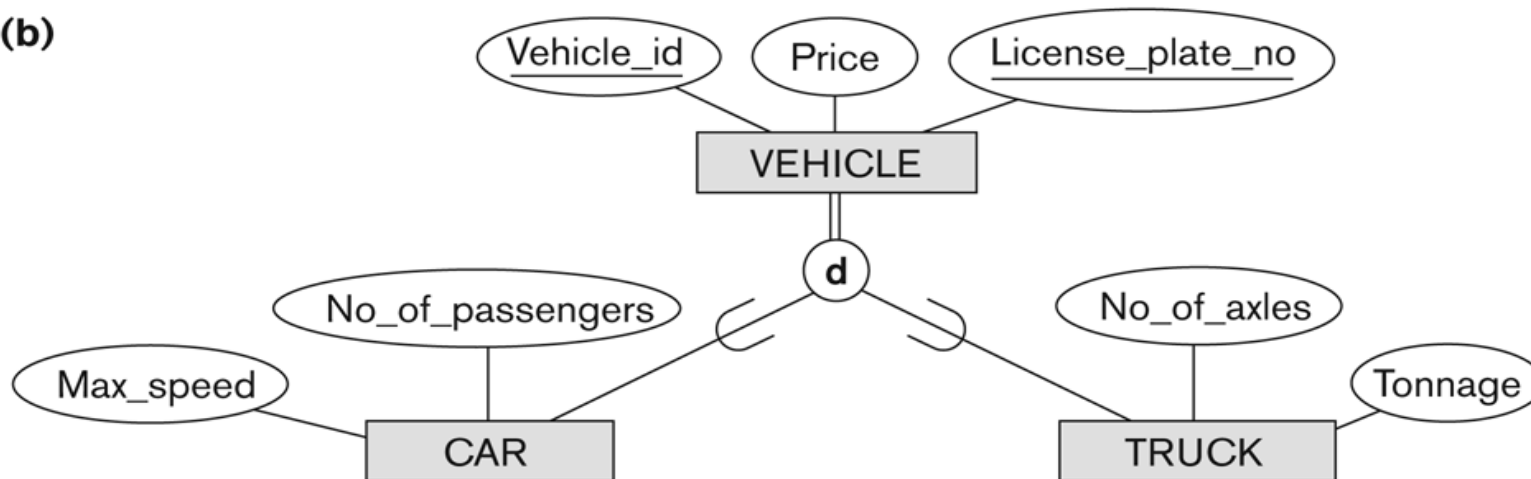 (b)
Vehicle_id
Price
License_plate_no
VEHICLE
d
No_of_passengers
No_of_axles
Max_speed
Tonnage
CAR
TRUCK